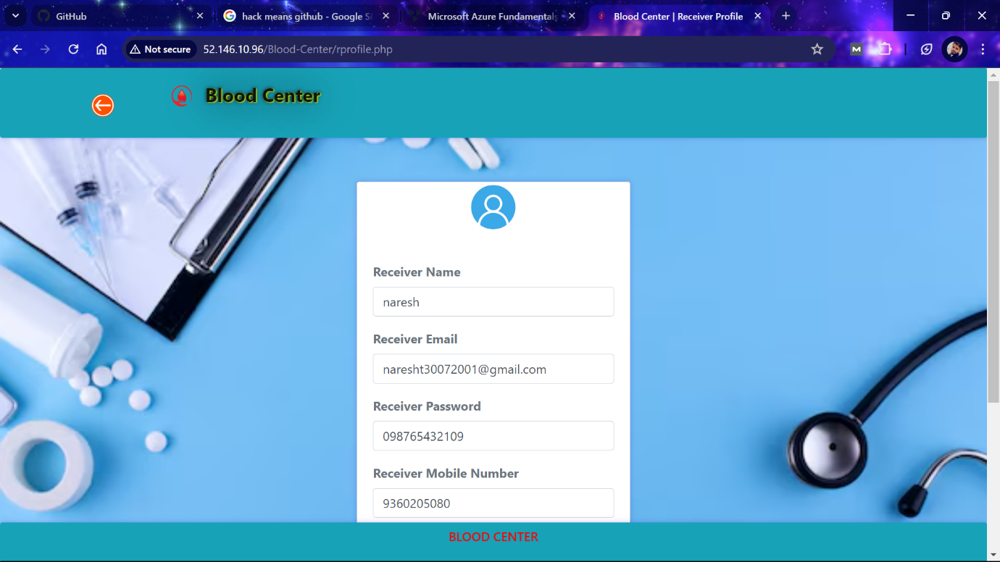 GitHub
hack means github - Google S
Microsoft Azure Fundamentals
Blood Center | Receiver Profile
Not secure
52.146.10.96/Blood-Center/rprofile.php
M
Blood Center
Receiver Name
naresh
Receiver Email
naresht30072001@gmail.com
Receiver Password
098765432109
Receiver Mobile Number
9360205080
BLOOD CENTER